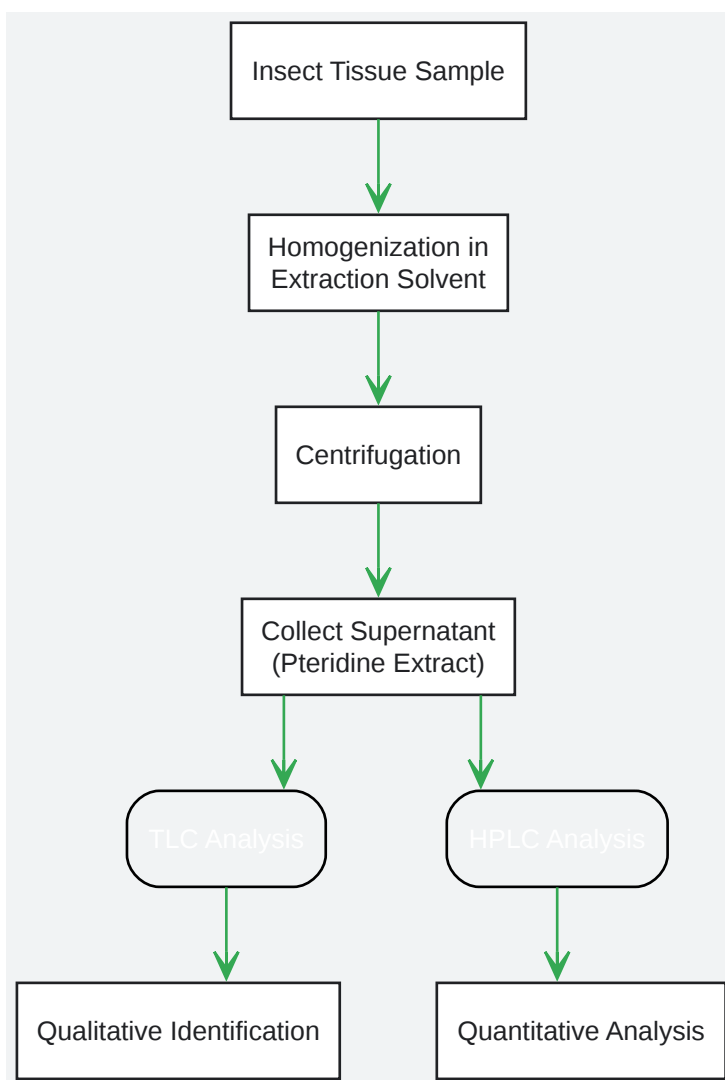 Insect Tissue Sample
Homogenization in
Extraction Solvent
Centrifugation
Collect Supernatant
(Pteridine Extract)
TLC Analysis
HPLC Analysis
Qualitative Identification
Quantitative Analysis